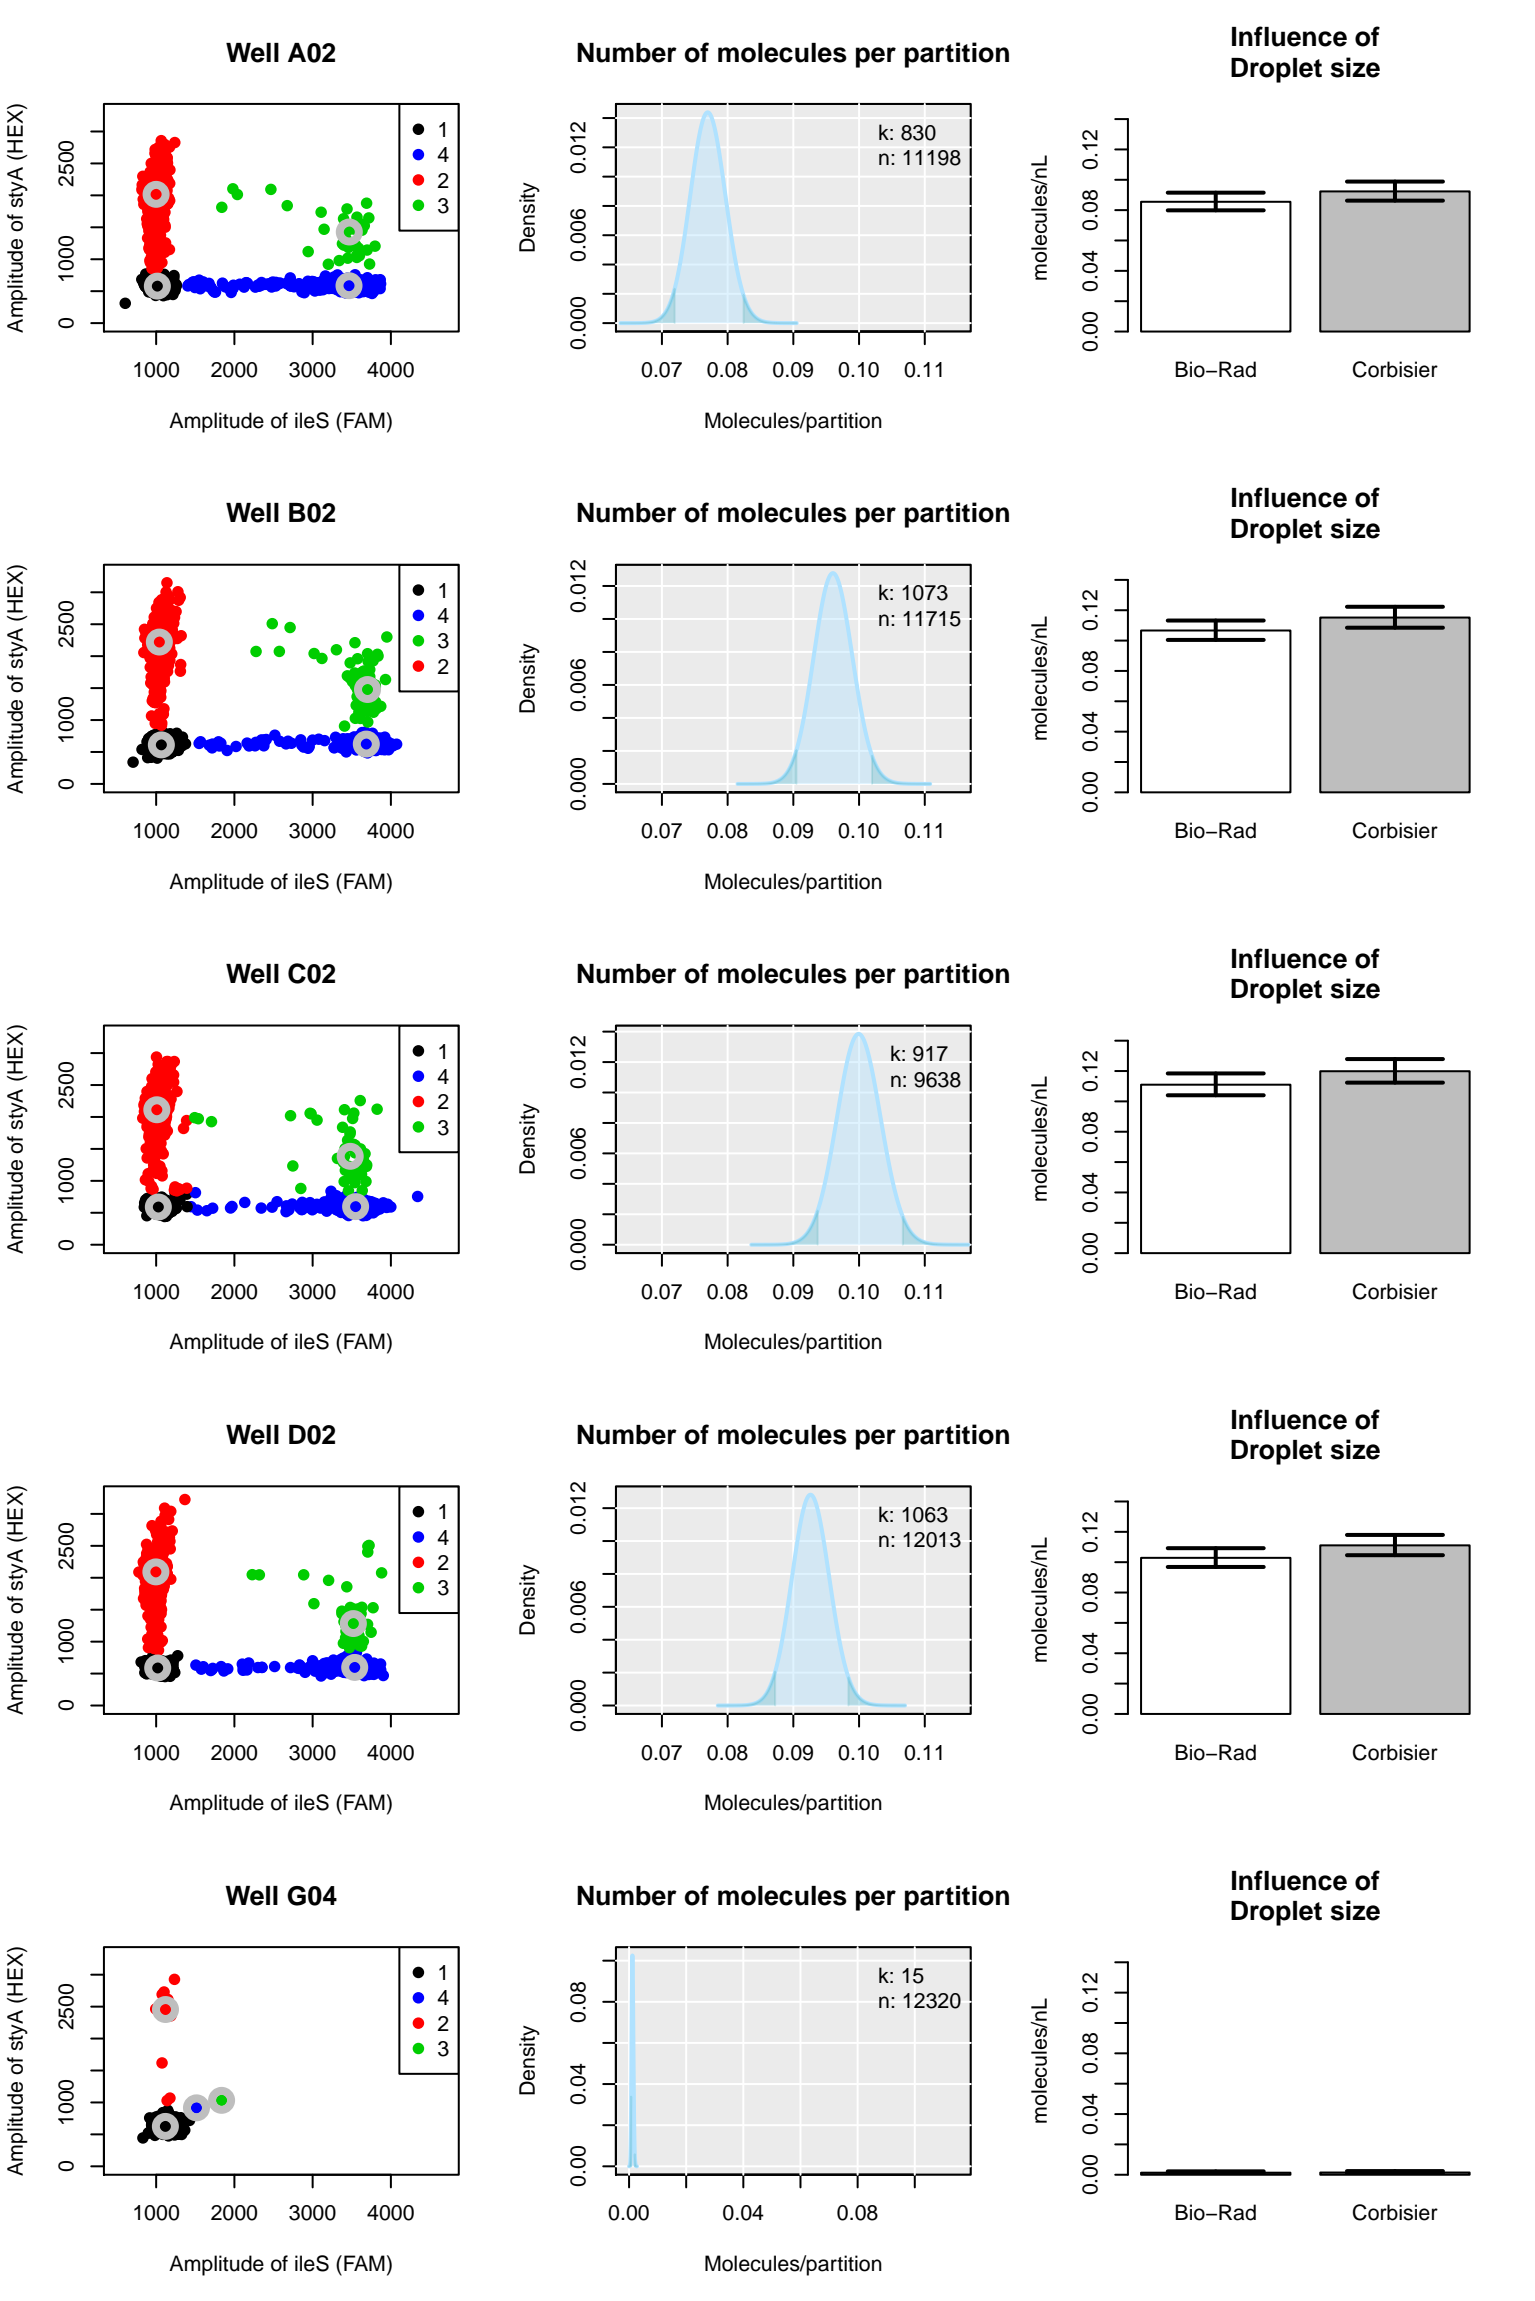 Well A02
Number of molecules per partition
Influence of
Droplet size
Amplitude of styA (HEX)
0
1000
2500
1
4
2
3
1000 2000 3000 4000
Amplitude of ileS (FAM)
Density
0.000
0.006
0.012
k: 830
n: 11198
0.07 0.08 0.09 0.10 0.11
Molecules/partition
molecules/nL
0.00
0.04
0.08
0.12
Bio−Rad Corbisier
Well B02
Number of molecules per partition
Influence of
Droplet size
Amplitude of styA (HEX)
0
1000
2500
1
4
3
2
1000 2000 3000 4000
Amplitude of ileS (FAM)
Density
0.000
0.006
0.012
k: 1073
n: 11715
0.07 0.08 0.09 0.10 0.11
Molecules/partition
molecules/nL
0.00
0.04
0.08
0.12
Bio−Rad Corbisier
Well C02
Number of molecules per partition
Influence of
Droplet size
Amplitude of styA (HEX)
0
1000
2500
1
4
2
3
1000 2000 3000 4000
Amplitude of ileS (FAM)
Density
0.000
0.006
0.012
k: 917
n: 9638
0.07 0.08 0.09 0.10 0.11
Molecules/partition
molecules/nL
0.00
0.04
0.08
0.12
Bio−Rad Corbisier
Well D02
Number of molecules per partition
Influence of
Droplet size
Amplitude of styA (HEX)
0
1000
2500
1
4
2
3
1000 2000 3000 4000
Amplitude of ileS (FAM)
Density
0.000
0.006
0.012
k: 1063
n: 12013
0.07 0.08 0.09 0.10 0.11
Molecules/partition
molecules/nL
0.00
0.04
0.08
0.12
Bio−Rad Corbisier
Well G04
Number of molecules per partition
Influence of
Droplet size
Amplitude of styA (HEX)
0
1000
2500
1
4
2
3
1000 2000 3000 4000
Amplitude of ileS (FAM)
Density
0.00
0.04
0.08
k: 15
n: 12320
0.00 0.04 0.08
Molecules/partition
molecules/nL
0.00
0.04
0.08
0.12
Bio−Rad Corbisier